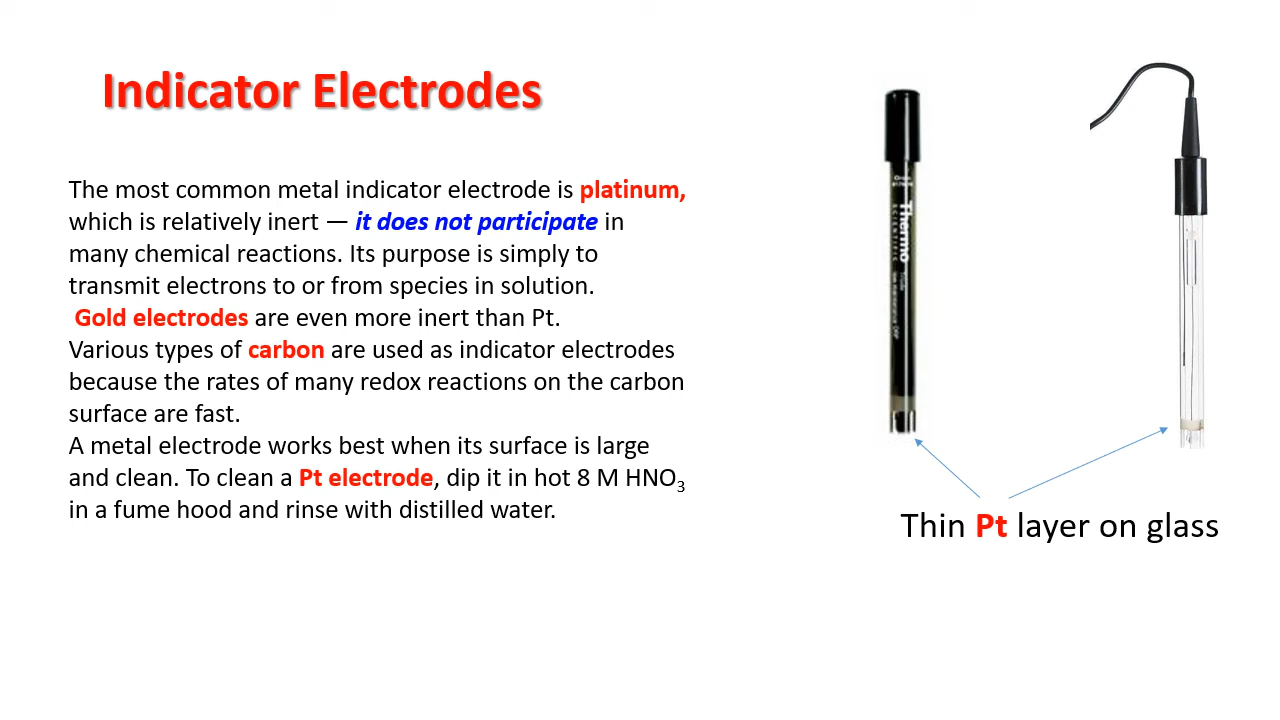 Indicator Electrodes
The most common metal indicator electrode is platinum,
which is relatively inert — it does not participate in
many chemical reactions. Its purpose is simply to
transmit electrons to or from species in solution.
Gold electrodes are even more inert than Pt.
Various types of carbon are used as indicator electrodes
because the rates of many redox reactions on the carbon
surface are fast.
A metal electrode works best when its surface is large
and clean. To clean a Pt electrode, dip it in hot 8 M HNO₃
in a fume hood and rinse with distilled water.
Thermo
SCIENTIFIC
Thin Pt layer on glass